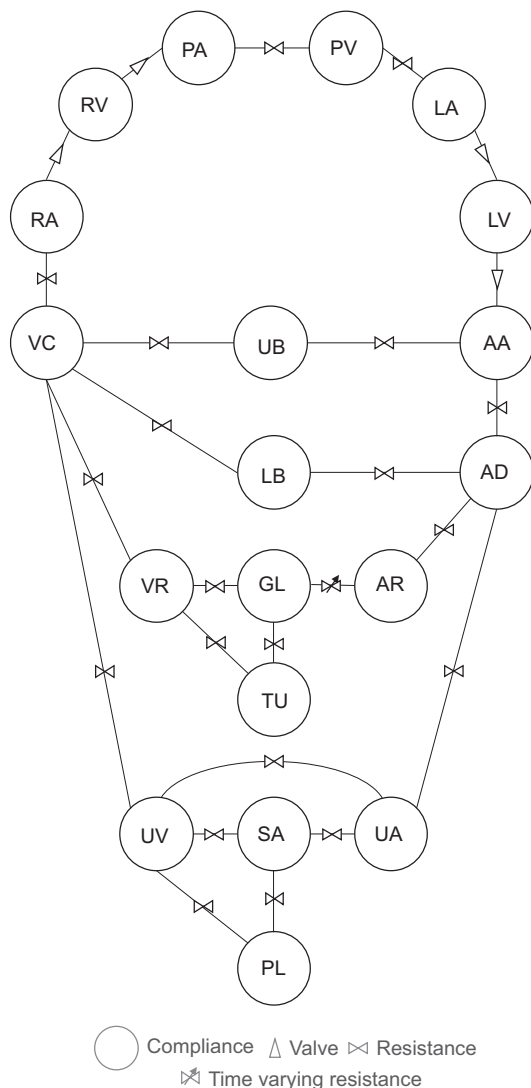 PA PV
RV LA
RA LV
VC UB AA
LB AD
VR GL AR
TU
UV SA UA
PL
Compliance Valve Resistance
Time varying resistance